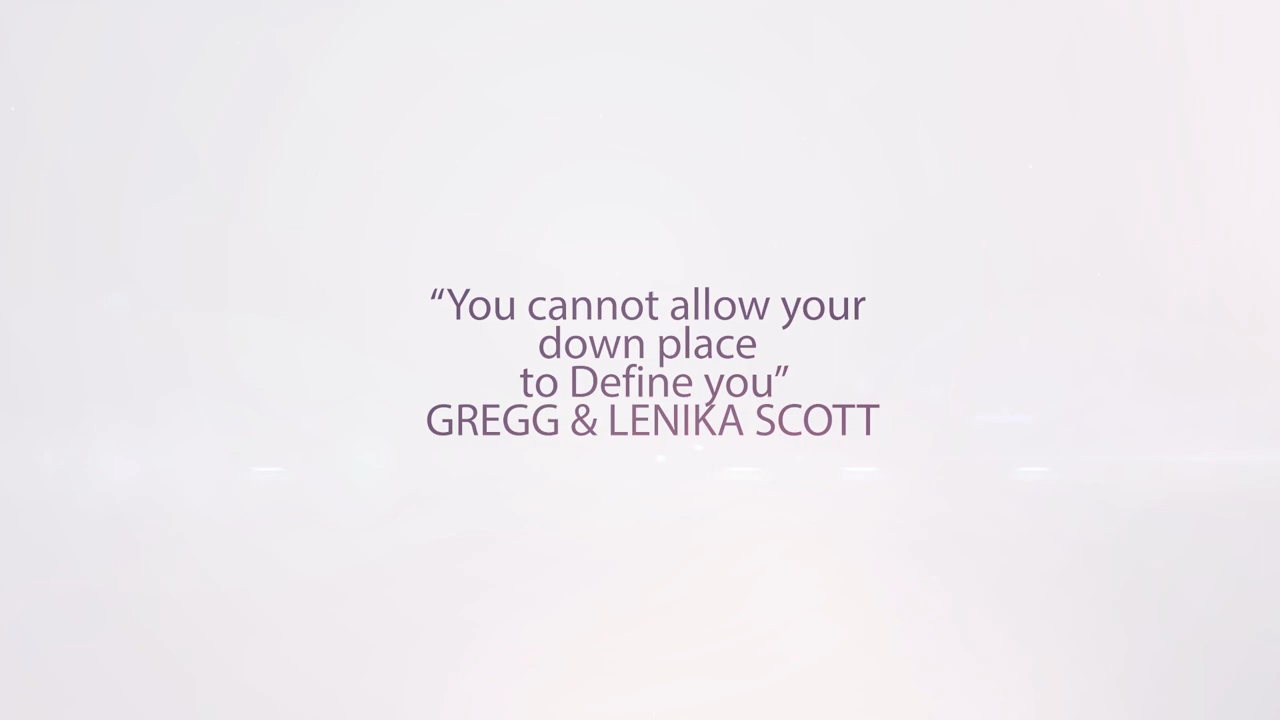 “You cannot allow your
down place
to Define you”
GREGG & LENIKA SCOTT